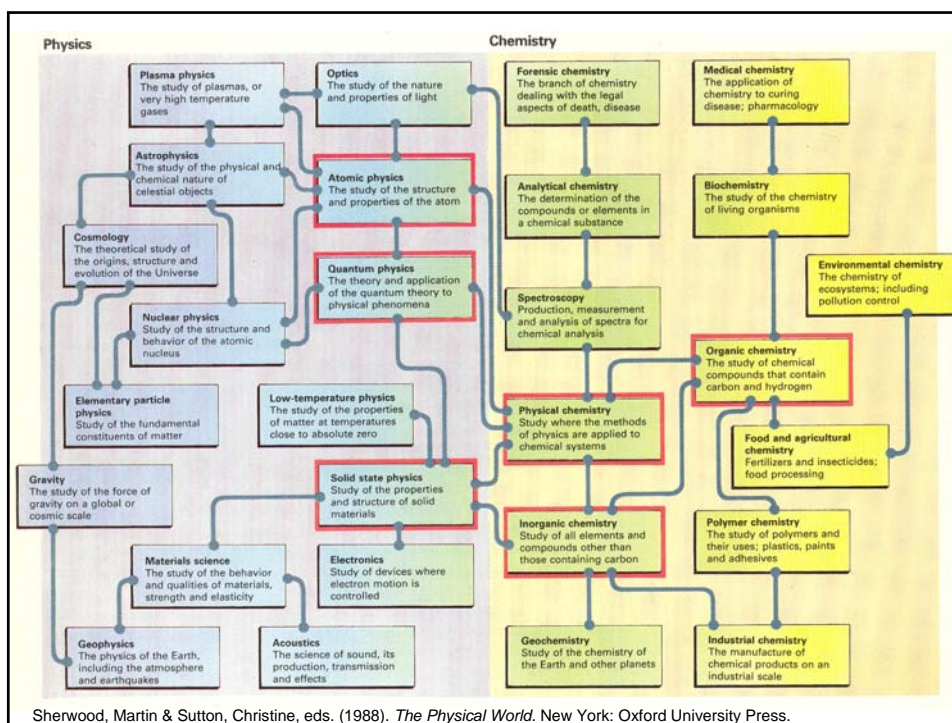 Physics
Chemistry
Plasma physics
The study of plasmas, or
very high temperature
gases
Optics
The study of the nature
and properties of light
Forensic chemistry
The branch of chemistry
dealing with the legal
aspects of death, disease
Medical chemistry
The application of
chemistry to curing
disease; pharmacology
Astrophysics
The study of the physical and
chemical nature of
celestial objects
Atomic physics
The study of the structure
and properties of the atom
Analytical chemistry
The determination of the
compounds or elements in
a chemical substance
Biochemistry
The study of the chemistry
of living organisms
Cosmology
The theoretical study of
the origins, structure and
evolution of the Universe
Quantum physics
The theory and application
of the quantum theory to
physical phenomena
Environmental chemistry
The chemistry of
ecosystems; including
pollution control
Nuclear physics
Study of the structure and
behavior of the atomic
nucleus
Spectroscopy
Production, measurement
and analysis of spectra for
chemical analysis
Organic chemistry
The study of chemical
compounds that contain
carbon and hydrogen
Elementary particle
physics
Study of the fundamental
constituents of matter
Low-temperature physics
The study of the properties
of matter at temperatures
close to absolute zero
Physical chemistry
Study where the methods
of physics are applied to
chemical systems
Food and agricultural
chemistry
Fertilizers and insecticides;
food processing
Gravity
The study of the force of
gravity on a global or
cosmic scale
Solid state physics
Study of the properties
and structure of solid
materials
Inorganic chemistry
Study of all elements and
compounds other than
those containing carbon
Polymer chemistry
The study of polymers and
their uses; plastics, paints
and adhesives
Materials science
The study of the behavior
and qualities of materials,
strength and elasticity
Electronics
Study of devices where
electron motion is
controlled
Geophysics
The physics of the Earth,
including the atmosphere
and earthquakes
Acoustics
The science of sound, its
production, transmission
and effects
Geochemistry
Study of the chemistry of
the Earth and other planets
Industrial chemistry
The manufacture of
chemical products on an
industrial scale
Sherwood, Martin & Sutton, Christine, eds. (1988). The Physical World. New York: Oxford University Press.